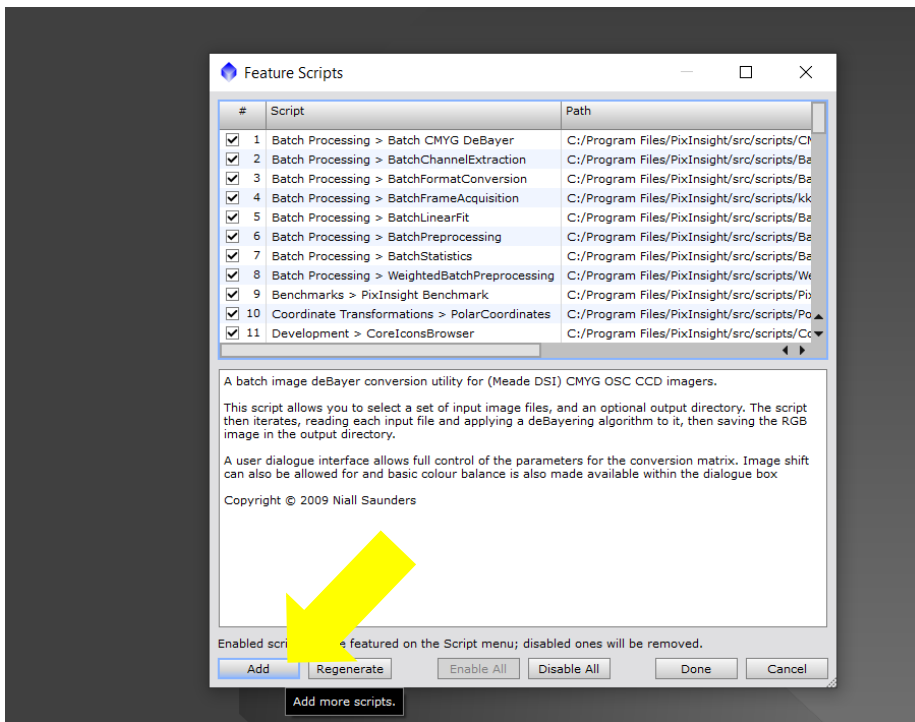 Feature Scripts
# Script Path
1 Batch Processing > Batch CMYG DeBayer C:/Program Files/PixInsight/src/scripts/CM
2 Batch Processing > BatchChannelExtraction C:/Program Files/PixInsight/src/scripts/Ba
3 Batch Processing > BatchFormatConversion C:/Program Files/PixInsight/src/scripts/Ba
4 Batch Processing > BatchFrameAcquisition C:/Program Files/PixInsight/src/scripts/kk
5 Batch Processing > BatchLinearFit C:/Program Files/PixInsight/src/scripts/Ba
6 Batch Processing > BatchPreprocessing C:/Program Files/PixInsight/src/scripts/Ba
7 Batch Processing > BatchStatistics C:/Program Files/PixInsight/src/scripts/Ba
8 Batch Processing > WeightedBatchPreprocessing C:/Program Files/PixInsight/src/scripts/We
9 Benchmarks > PixInsight Benchmark C:/Program Files/PixInsight/src/scripts/Pi
10 Coordinate Transformations > PolarCoordinates C:/Program Files/PixInsight/src/scripts/Po
11 Development > CoreIconsBrowser C:/Program Files/PixInsight/src/scripts/Co
A batch image deBayer conversion utility for (Meade DSI) CMYG OSC CCD imagers.
This script allows you to select a set of input image files, and an optional output directory. The script
then iterates, reading each input file and applying a deBayering algorithm to it, then saving the RGB
image in the output directory.
A user dialogue interface allows full control of the parameters for the conversion matrix. Image shift
can also be allowed for and basic colour balance is also made available within the dialogue box
Copyright © 2009 Niall Saunders
Enabled featured on the Script menu; disabled ones will be removed.
Add Regenerate Enable All Disable All Done Cancel
Add more scripts.